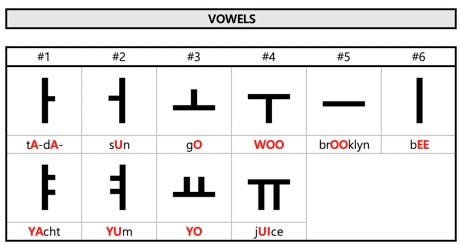 VOWELS
#1 #2 #3 #4 #5 #6
ㅏ ㅓ ㅗ ㅜ ㅡ ㅣ
tA-dA- sUn gO WOO brOOklyn bEE
ㅑ ㅕ ㅛ ㅠ
YAcht YUm YO jUIce